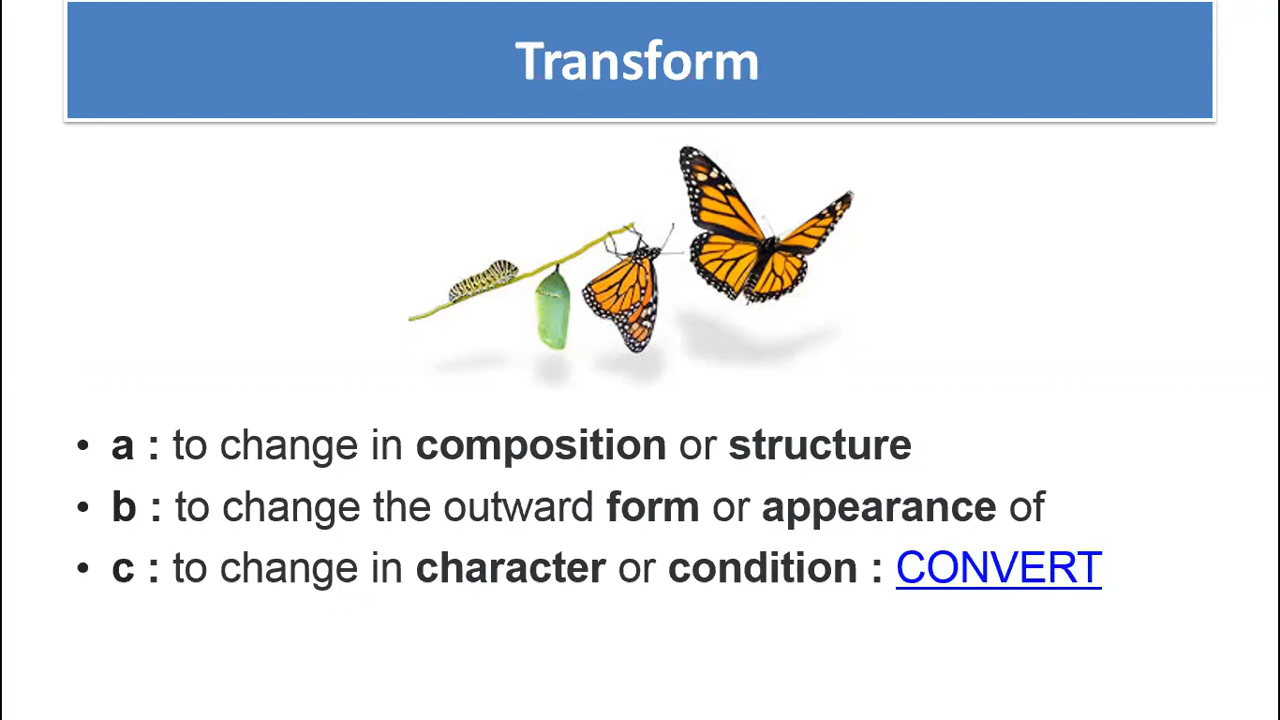 Transform
• a : to change in composition or structure
• b : to change the outward form or appearance of
• c : to change in character or condition : CONVERT